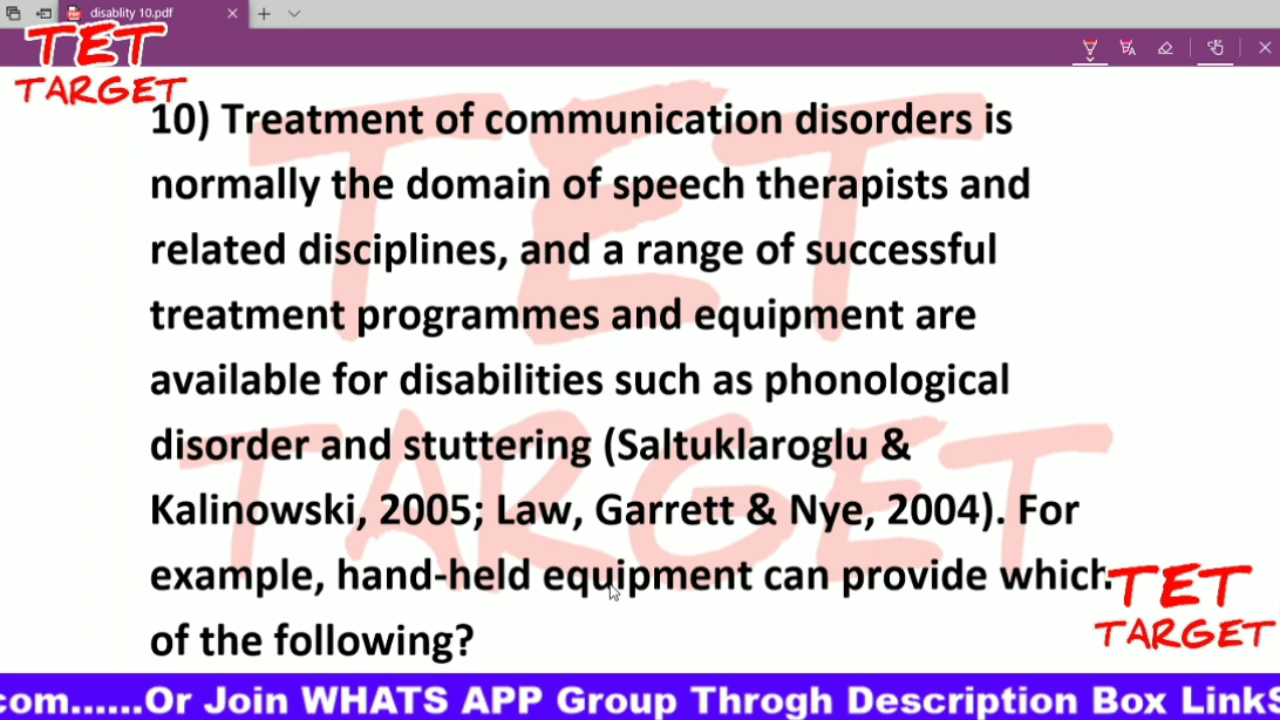 disablity 10.pdf
TET
TARGET
10) Treatment of communication disorders is
normally the domain of speech therapists and
related disciplines, and a range of successful
treatment programmes and equipment are
available for disabilities such as phonological
disorder and stuttering (Saltuklaroglu &
Kalinowski, 2005; Law, Garrett & Nye, 2004). For
example, hand-held equipment can provide which
of the following?
TET
TARGET
TET
TARGET
com......Or Join WHATS APP Group Throgh Description Box LinkS